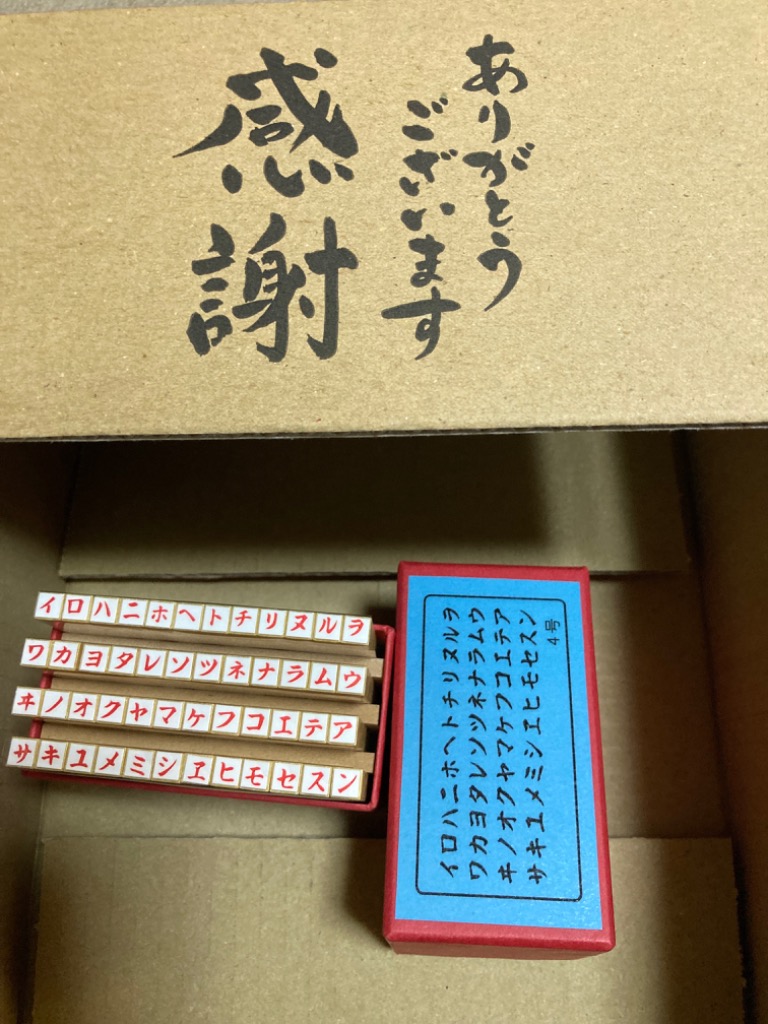 ありがとう
ございます
感謝
イロハニホヘトチリヌルヲ
ワカヨタレソツネナラムウ
ヰノオクヤマケフコエテア
サキユメミシヱヒモセスン
イロハニホヘトチリヌルヲ
ワカヨタレソツネナラムウ
ヰノオクヤマケフコエテア
サキユメミシヱヒモセスン
4号